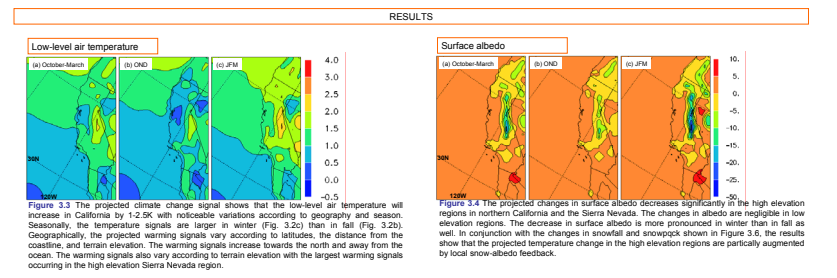 RESULTS
Low-level air temperature
(a) October-March
(b) OND
(c) JFM
4.0
3.0
2.5
2.0
1.5
1.0
0.5
0.0
-0.5
30N
120W
Figure 3.3 The projected climate change signal shows that the low-level air temperature will
increase in California by 1-2.5K with noticeable variations according to geography and season.
Seasonally, the temperature signals are larger in winter (Fig. 3.2c) than in fall (Fig. 3.2b).
Geographically, the projected warming signals vary according to latitudes, the distance from the
coastline, and terrain elevation. The warming signals increase towards the north and away from the
ocean. The warming signals also vary according to terrain elevation with the largest warming signals
occurring in the high elevation Sierra Nevada region.
Surface albedo
(a) October-March
(b) OND
(c) JFM
10.
5.
0.
-5.
-10.
-15.
-20.
-25.
-50.
30N
120W
Figure 3.4 The projected changes in surface albedo decreases significantly in the high elevation
regions in northern California and the Sierra Nevada. The changes in albedo are negligible in low
elevation regions. The decrease in surface albedo is more pronounced in winter than in fall as
well. In conjunction with the changes in snowfall and snowpqck shown in Figure 3.6, the results
show that the projected temperature change in the high elevation regions are partically augmented
by local snow-albedo feedback.